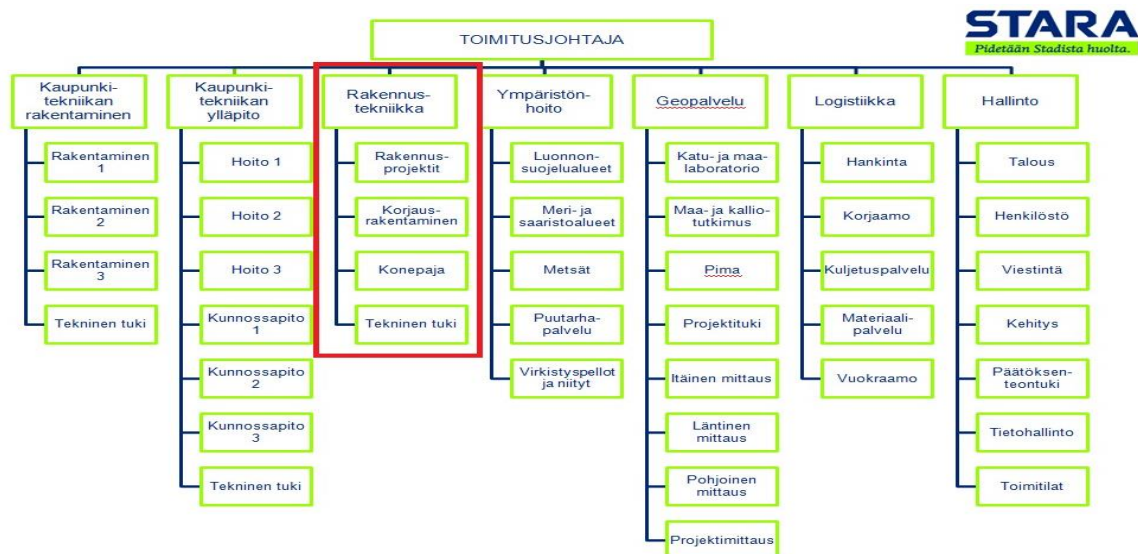 STARA
Pidetään Stadista huolta.
TOIMITUSJOHTAJA
Kaupunki-
tekniikan
rakentaminen
Rakentaminen
1
Rakentaminen
2
Rakentaminen
3
Tekninen tuki
Kaupunki-
tekniikan
ylläpito
Hoito 1
Hoito 2
Hoito 3
Kunnossapito
1
Kunnossapito
2
Kunnossapito
3
Tekninen tuki
Rakennus-
tekniikka
Rakennus-
projektit
Korjaus-
rakentaminen
Konepaja
Tekninen tuki
Ympäristön-
hoito
Luonnon-
suojelualueet
Meri- ja
saaristoalueet
Metsät
Puutarha-
palvelu
Virkistyspellot
ja niityt
Geopalvelu
Katu- ja maa-
laboratorio
Maa- ja kallio-
tutkimus
Pima
Projektituki
Itäinen mittaus
Läntinen
mittaus
Pohjoinen
mittaus
Projektimittaus
Logistiikka
Hankinta
Korjaamo
Kuljetuspalvelu
Materiaali-
palvelu
Vuokraamo
Hallinto
Talous
Henkilöstö
Viestintä
Kehitys
Päätöksen-
teontuki
Tietohallinto
Toimitilat